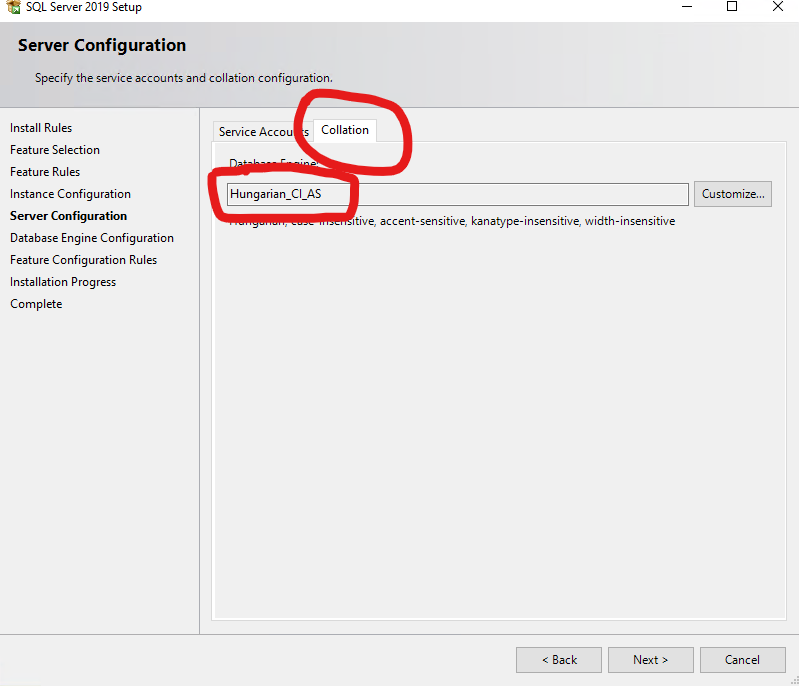 SQL Server 2019 Setup
Server Configuration
Specify the service accounts and collation configuration.
Install Rules
Feature Selection
Feature Rules
Instance Configuration
Server Configuration
Database Engine Configuration
Feature Configuration Rules
Installation Progress
Complete
Service Accounts
Collation
Database Engine:
Hungarian_CI_AS
Customize...
Hungarian, case-insensitive, accent-sensitive, kanatype-insensitive, width-insensitive
< Back
Next >
Cancel